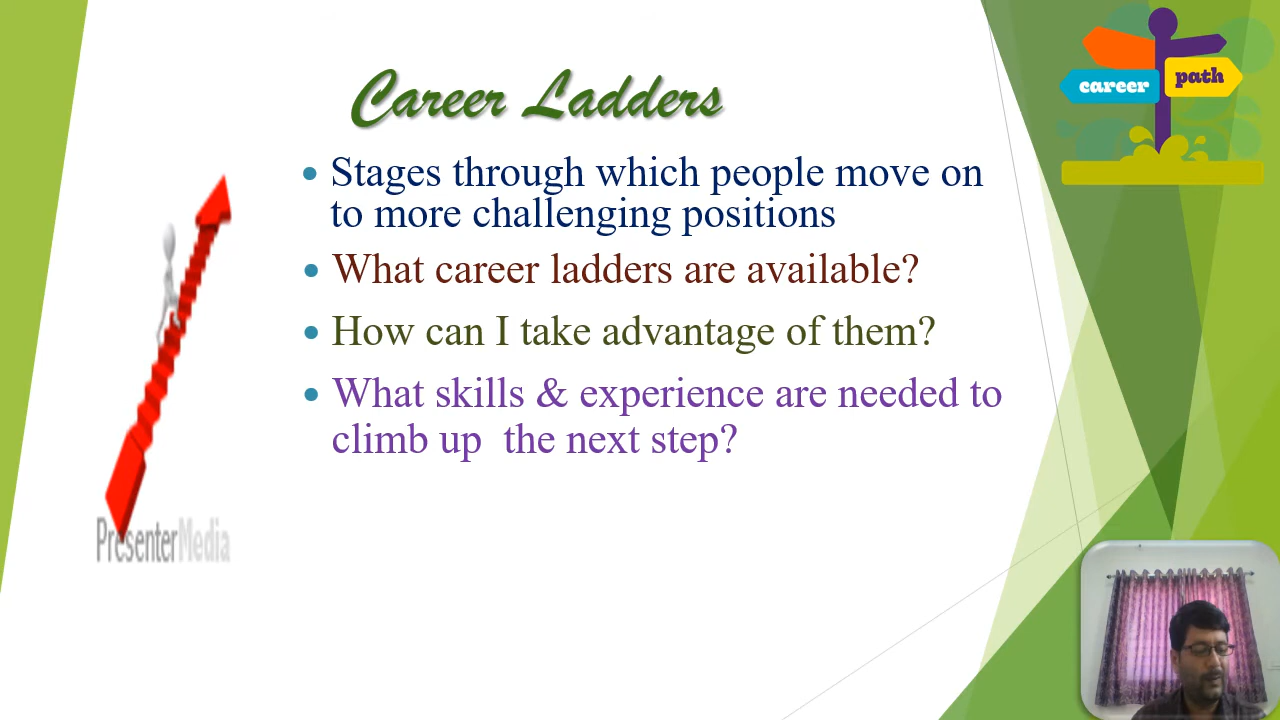 Career Ladders
career
path
• Stages through which people move on
to more challenging positions
• What career ladders are available?
• How can I take advantage of them?
• What skills & experience are needed to
climb up  the next step?
PresenterMedia